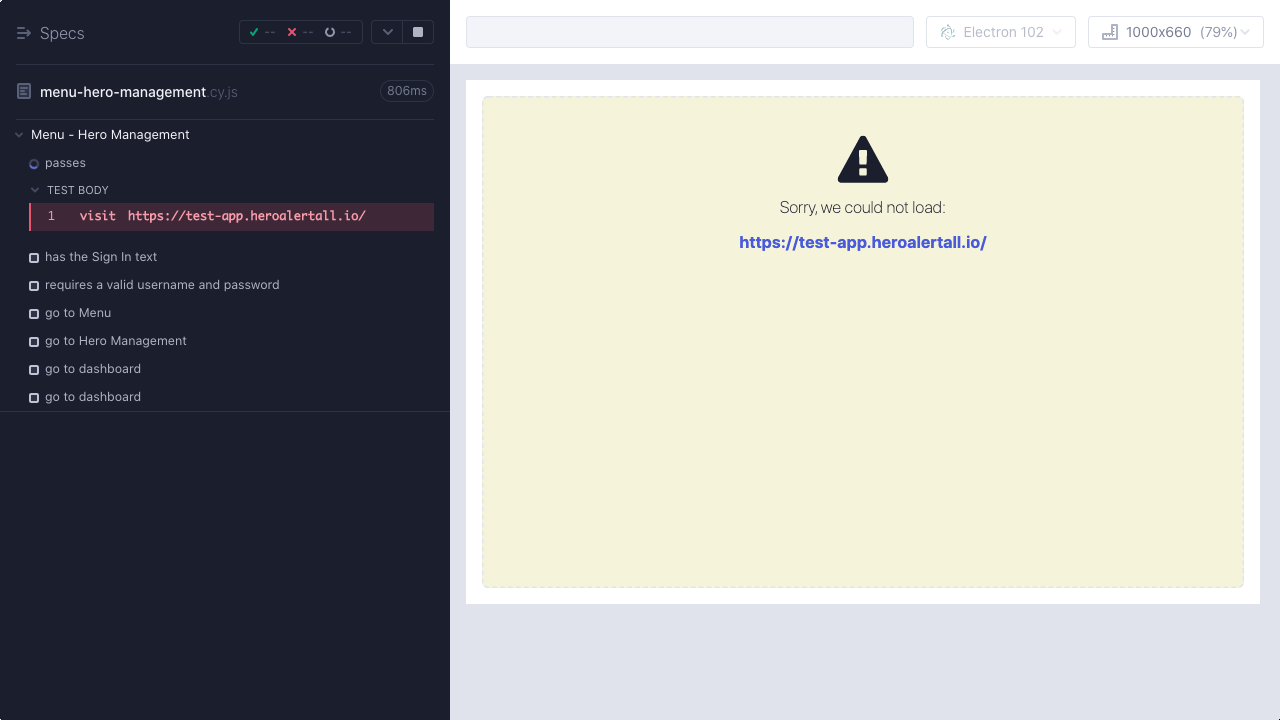 Specs
--
--
--
menu-hero-management.cy.js
806ms
Menu - Hero Management
passes
TEST BODY
1 visit https://test-app.heroalertall.io/
has the Sign In text
requires a valid username and password
go to Menu
go to Hero Management
go to dashboard
go to dashboard
Electron 102
1000x660 (79%)
Sorry, we could not load:
https://test-app.heroalertall.io/